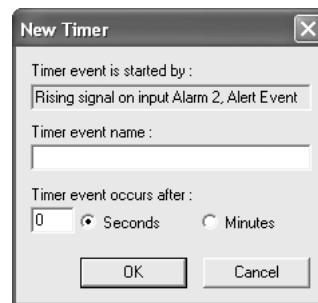 New Timer
Timer event is started by :
Rising signal on input Alarm 2, Alert Event
Timer event name :
Timer event occurs after :
0 Seconds Minutes
OK Cancel